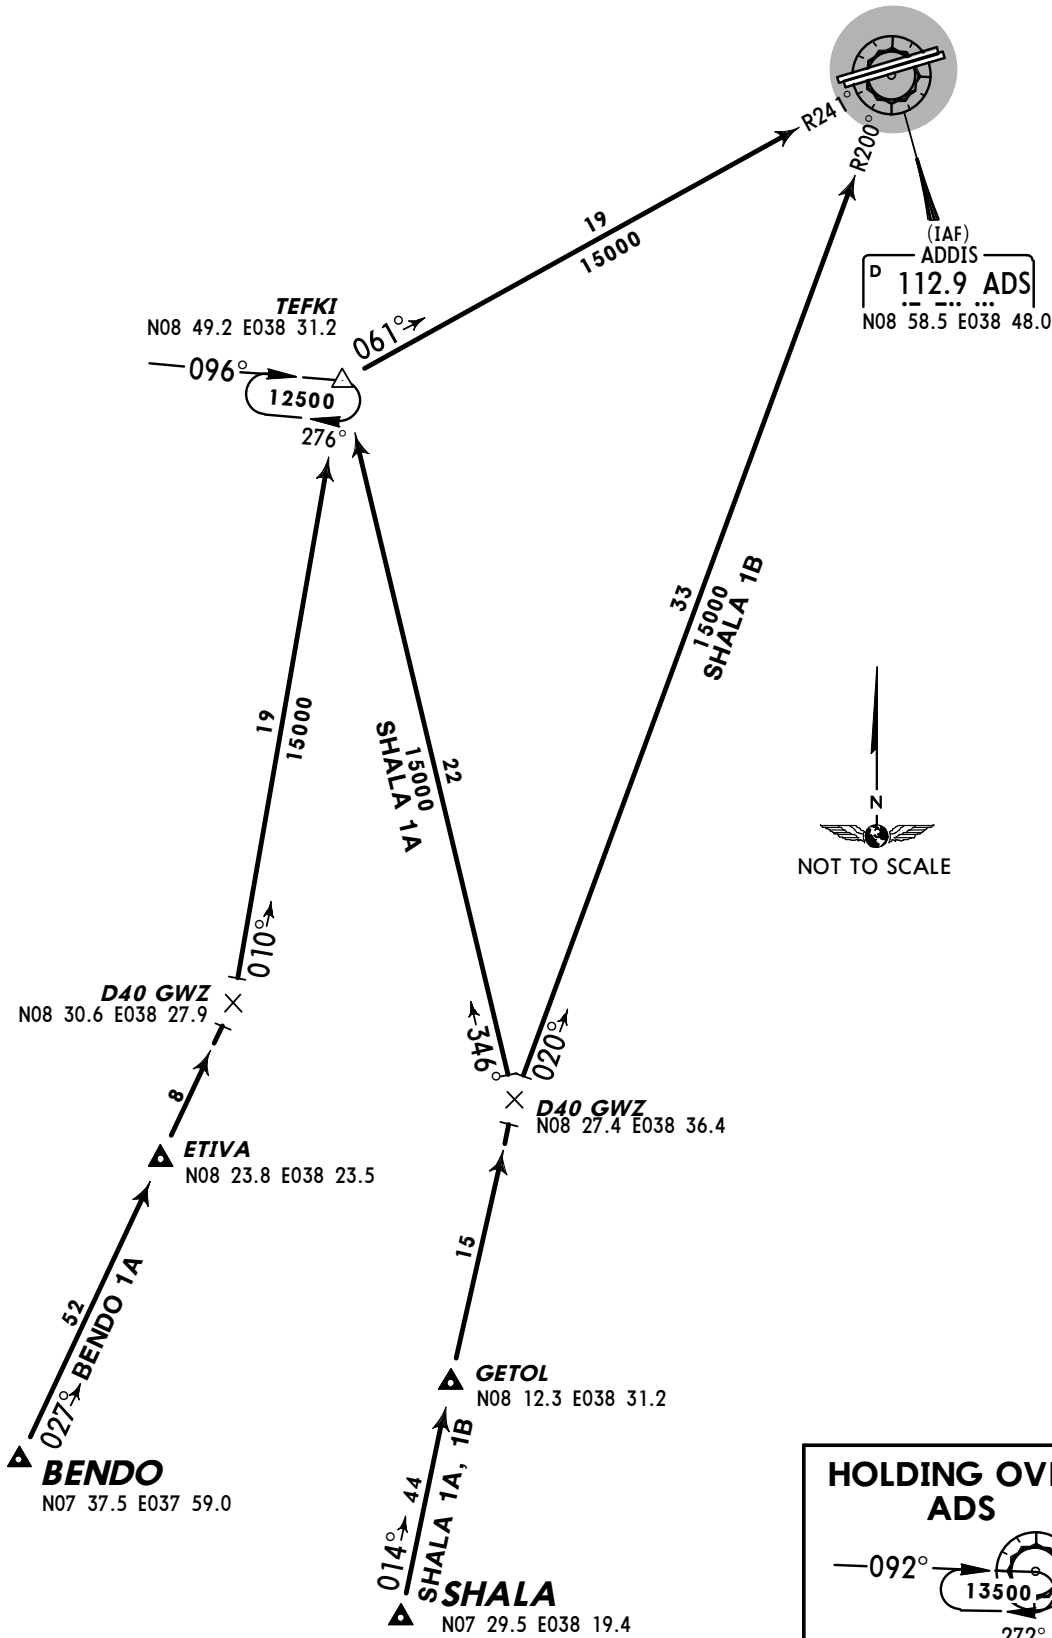 R241°
R200°
(IAF)
ADDIS
D 112.9 ADS
N08 58.5 E038 48.0
19
15000
TEFKI
N08 49.2 E038 31.2
061°
096°
12500
276°
33
15000
SHALA 1B
19
15000
22
15000
SHALA 1A
N
NOT TO SCALE
010°
D40 GWZ
N08 30.6 E038 27.9
346°
020°
D40 GWZ
N08 27.4 E038 36.4
8
ETIVA
N08 23.8 E038 23.5
15
52
027° BENDO 1A
GETOL
N08 12.3 E038 31.2
BENDO
N07 37.5 E037 59.0
014° 44
SHALA 1A, 1B
SHALA
N07 29.5 E038 19.4
HOLDING OV
ADS
092°
13500
272°